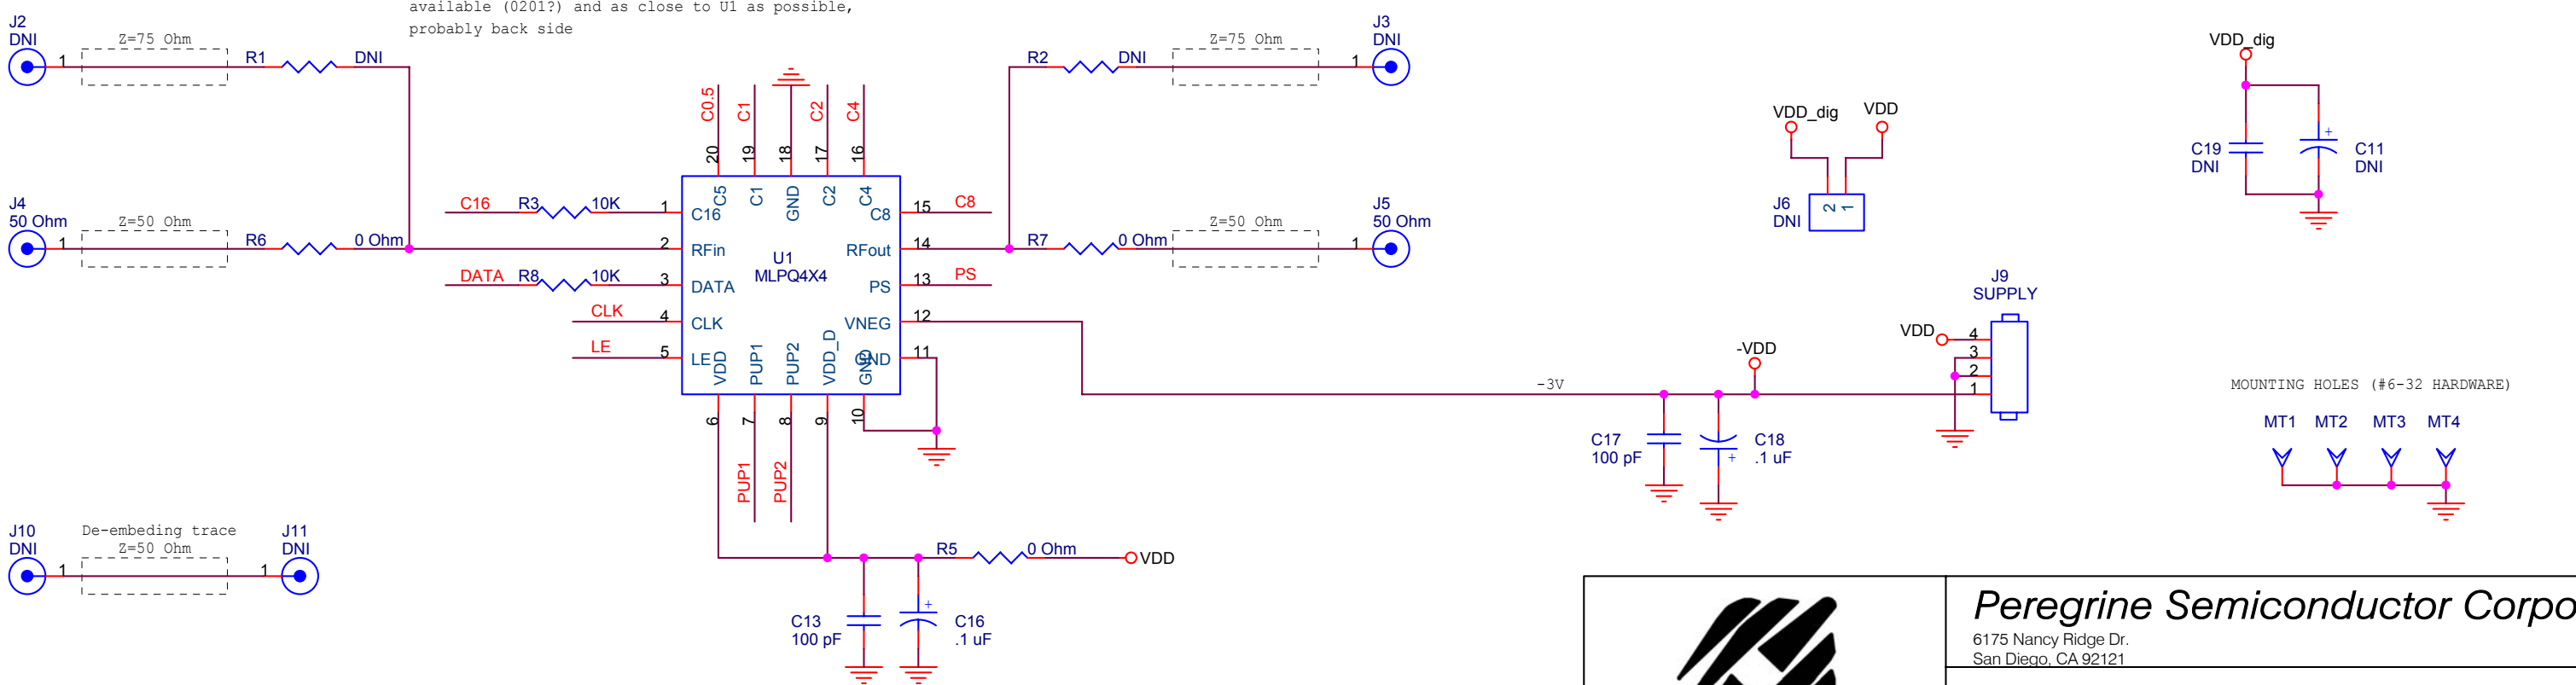 available (0201?) and as close to U1 as possible,
probably back side
J2
DNI
1
Z=75 Ohm
R1
DNI
R2
DNI
Z=75 Ohm
1
J3
DNI
VDD_dig
C19
DNI
+
C11
DNI
VDD_dig
VDD
J6
DNI
2
1
C0.5
C1
C2
C4
20
19
18
17
16
C5
C1
GND
C2
C4
J4
50 Ohm
1
Z=50 Ohm
R6
0 Ohm
C16
R3
10K
1
C16
2
RFin
DATA
R8
10K
3
DATA
CLK
4
CLK
LE
5
LE
U1
MLPQ4X4
C8
15
C8
RFout
14
PS
13
PS
VNEG
12
GND
11
R7
0 Ohm
Z=50 Ohm
1
J5
50 Ohm
VDD
PUP1
PUP2
VDD_D
GND
6
7
8
9
10
PUP1
PUP2
-3V
-VDD
C17
100 pF
C18
.1 uF
+
J9
SUPPLY
VDD
4
3
2
1
MOUNTING HOLES (#6-32 HARDWARE)
MT1
MT2
MT3
MT4
J10
DNI
1
De-embeding trace
Z=50 Ohm
1
J11
DNI
R5
0 Ohm
VDD
C13
100 pF
+
C16
.1 uF
Peregrine Semiconductor Corpo
6175 Nancy Ridge Dr.
San Diego, CA 92121